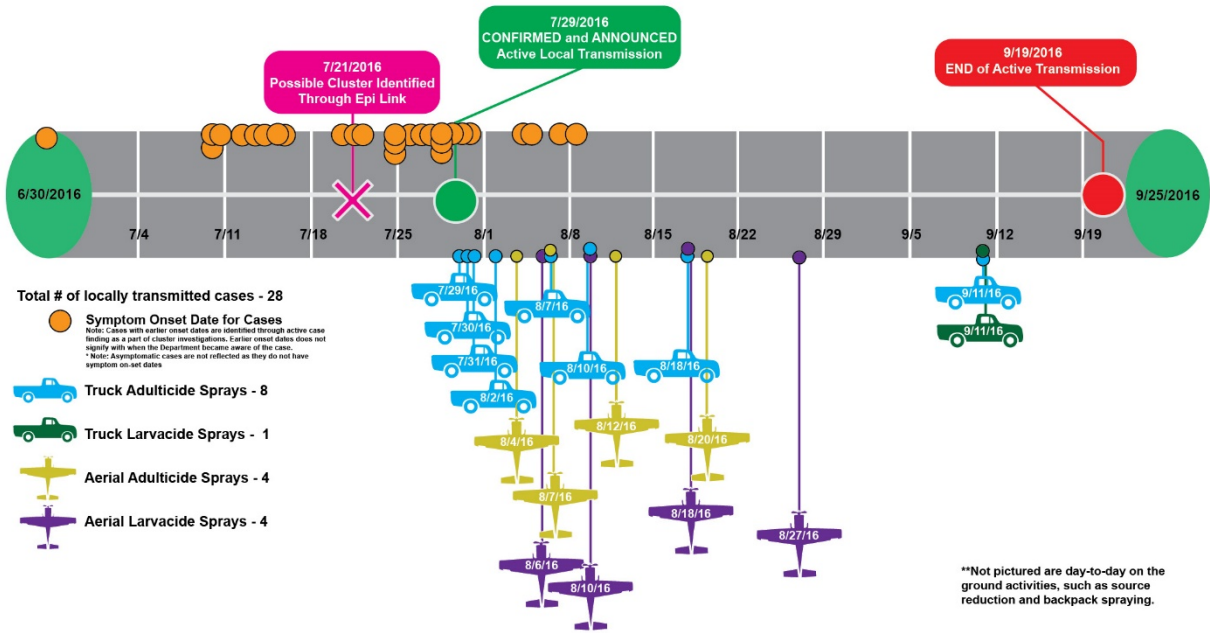 7/29/2016
CONFIRMED and ANNOUNCED
Active Local Transmission
9/19/2016
END of Active Transmission
7/21/2016
Possible Cluster Identified
Through Epi Link
6/30/2016
9/25/2016
7/4
7/11
7/18
7/25
8/1
8/8
8/15
8/22
8/29
9/5
9/12
9/19
Total # of locally transmitted cases - 28
Symptom Onset Date for Cases
Note: Cases with earlier onset dates are identified through active case
finding as a part of cluster investigations. Earlier onset dates does not
signify with when the Department became aware of the case.
* Note: Asymptomatic cases are not reflected as they do not have
symptom on-set dates
Truck Adulticide Sprays - 8
Truck Larvacide Sprays - 1
Aerial Adulticide Sprays - 4
Aerial Larvacide Sprays - 4
7/29/16
7/30/16
7/31/16
8/2/16
8/7/16
8/10/16
8/18/16
9/11/16
9/11/16
8/4/16
8/7/16
8/12/16
8/20/16
8/6/16
8/10/16
8/18/16
8/27/16
**Not pictured are day-to-day on the
ground activities, such as source
reduction and backpack spraying.